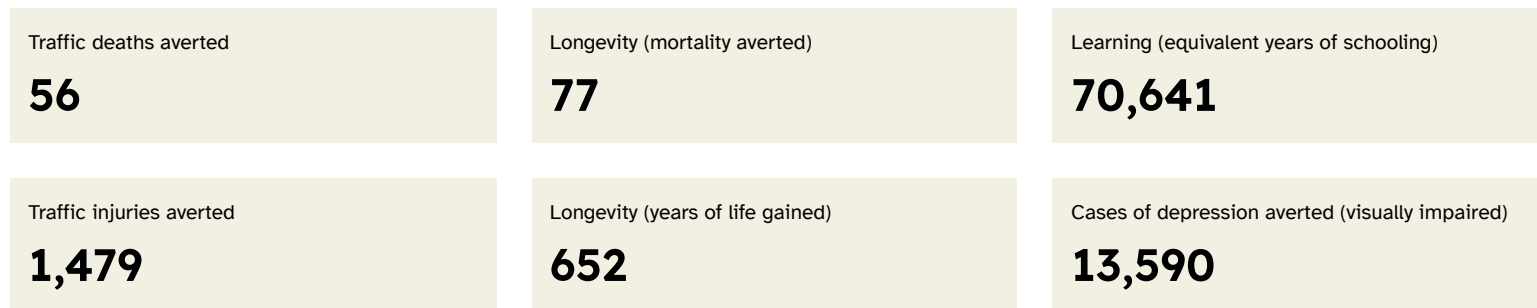 Traffic deaths averted
56
Longevity (mortality averted)
77
Learning (equivalent years of schooling)
70,641
Traffic injuries averted
1,479
Longevity (years of life gained)
652
Cases of depression averted (visually impaired)
13,590